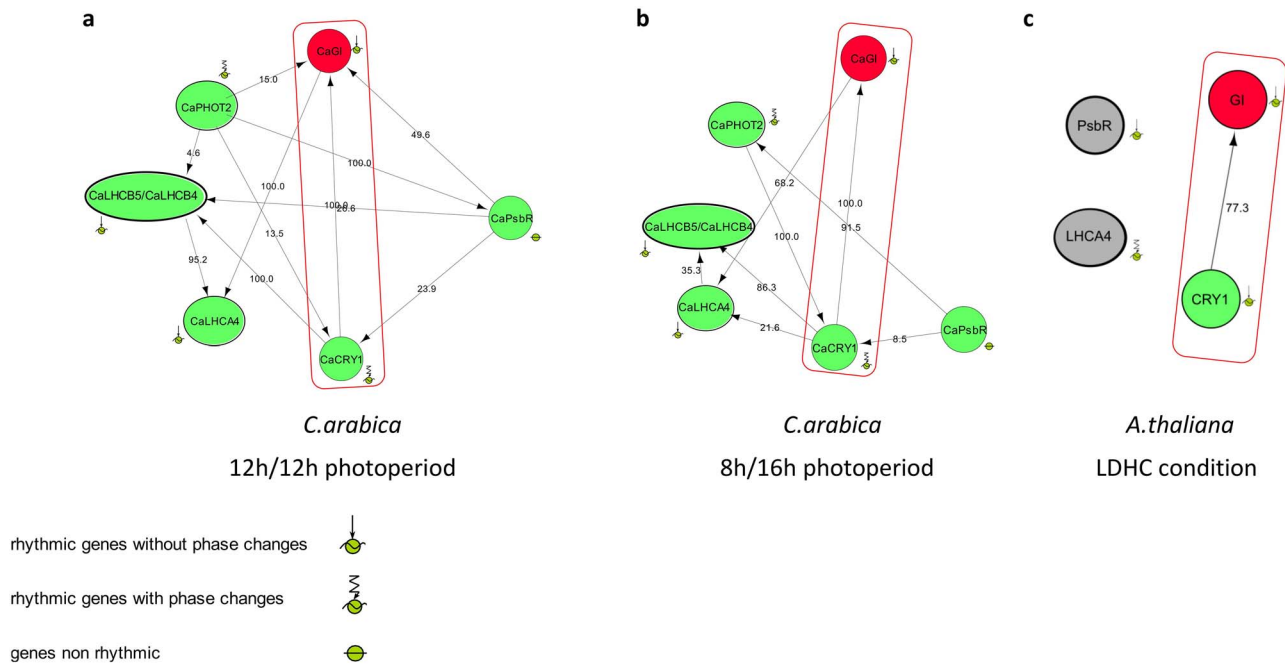 a
CaGI
CaPHOT2
15.0
49.6
4.6
100.0
CaLHCB5/CaLHCB4
100.0
28.6
CaPsbR
13.5
95.2
100.0
23.9
CaLHCA4
CaCRY1
C.arabica
12h/12h photoperiod
b
CaGI
CaPHOT2
68.2
100.0
CaLHCB5/CaLHCB4
100.0
91.5
35.3
86.3
CaLHCA4
21.6
CaPsbR
8.5
CaCRY1
C.arabica
8h/16h photoperiod
c
GI
PsbR
77.3
LHCA4
CRY1
A.thaliana
LDHC condition
rhythmic genes without phase changes
rhythmic genes with phase changes
genes non rhythmic